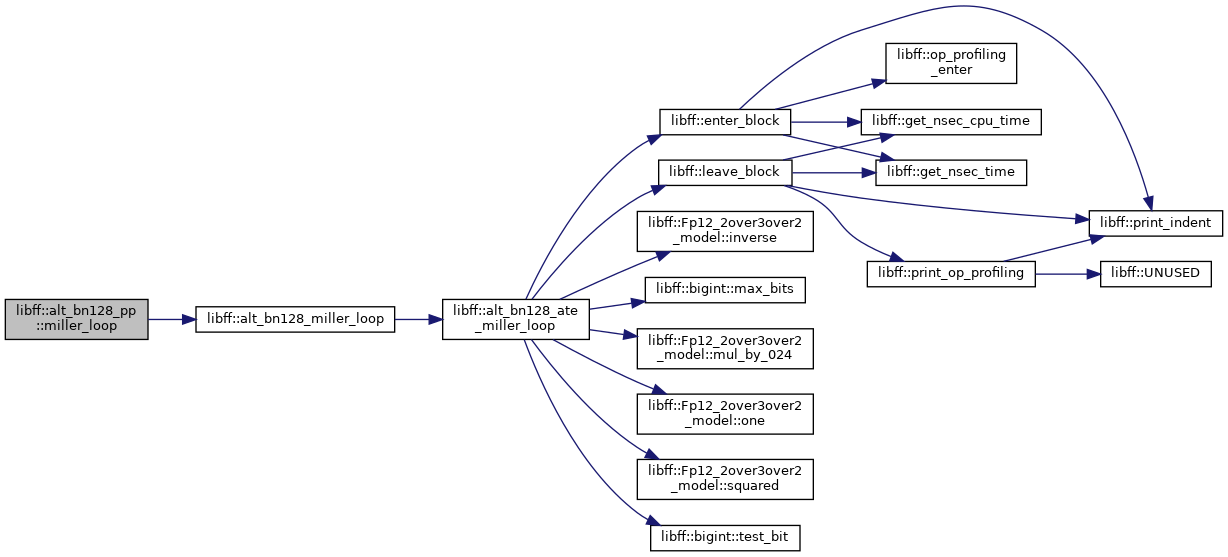 libff::alt_bn128_pp
::miller_loop
libff::alt_bn128_miller_loop
libff::alt_bn128_ate
_miller_loop
libff::enter_block
libff::leave_block
libff::Fp12_2over3over2
_model::inverse
libff::bigint::max_bits
libff::Fp12_2over3over2
_model::mul_by_024
libff::Fp12_2over3over2
_model::one
libff::Fp12_2over3over2
_model::squared
libff::bigint::test_bit
libff::op_profiling
_enter
libff::get_nsec_cpu_time
libff::get_nsec_time
libff::print_op_profiling
libff::print_indent
libff::UNUSED